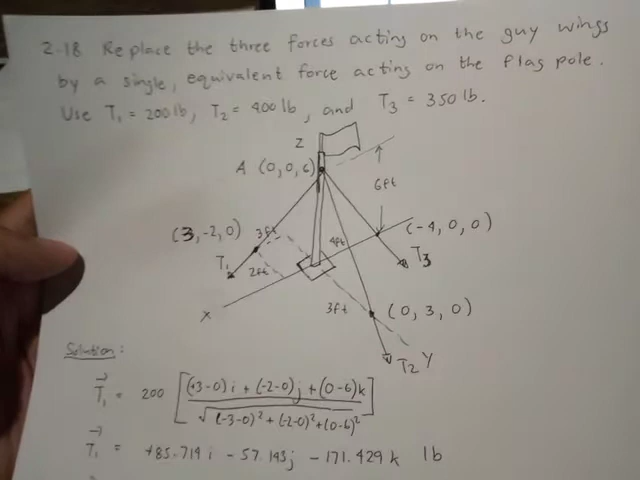 2-18 Replace the three forces acting on the guy wings
by a single, equivalent force acting on the flag pole.
Use T₁ = 200 lb, T₂ = 400 lb, and T₃ = 350 lb.
Z
A (0,0,6)
6ft
(3,-2,0)
3ft
(-4, 0, 0)
4ft
T₁
2ft
T₃
X
3ft
(0, 3, 0)
T₂
Y
Solution:
T₁ = 200 [(+3-0)i + (-2-0)j + (0-6)k / √(-3-0)² + (-2-0)² + (0-6)²]
T₁ = +85.714 i - 57.143j - 171.429 k lb